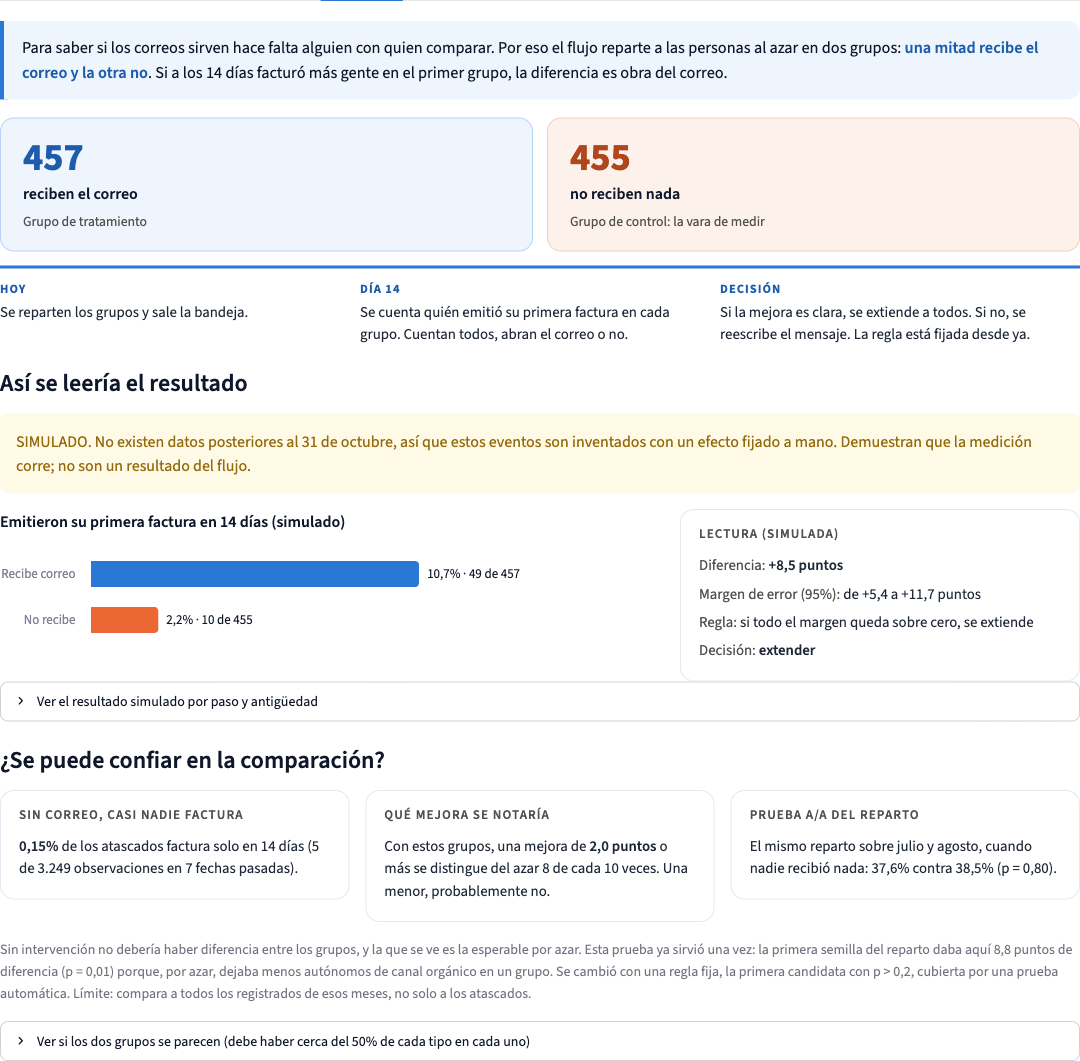 Para saber si los correos sirven hace falta alguien con quien comparar. Por eso el flujo reparte a las personas al azar en dos grupos: una mitad recibe el
correo y la otra no. Si a los 14 días facturó más gente en el primer grupo, la diferencia es obra del correo.
457
reciben el correo
Grupo de tratamiento
455
no reciben nada
Grupo de control: la vara de medir
HOY
Se reparten los grupos y sale la bandeja.
DÍA 14
Se cuenta quién emitió su primera factura en cada
grupo. Cuentan todos, abran el correo o no.
DECISIÓN
Si la mejora es clara, se extiende a todos. Si no, se
reescribe el mensaje. La regla está fijada desde ya.
Así se leería el resultado
SIMULADO. No existen datos posteriores al 31 de octubre, así que estos eventos son inventados con un efecto fijado a mano. Demuestran que la medición
corre; no son un resultado del flujo.
Emitieron su primera factura en 14 días (simulado)
Recibe correo
10,7% · 49 de 457
No recibe
2,2% · 10 de 455
LECTURA (SIMULADA)
Diferencia: +8,5 puntos
Margen de error (95%): de +5,4 a +11,7 puntos
Regla: si todo el margen queda sobre cero, se extiende
Decisión: extender
Ver el resultado simulado por paso y antigüedad
¿Se puede confiar en la comparación?
SIN CORREO, CASI NADIE FACTURA
0,15% de los atascados factura solo en 14 días (5
de 3.249 observaciones en 7 fechas pasadas).
QUÉ MEJORA SE NOTARÍA
Con estos grupos, una mejora de 2,0 puntos o
más se distingue del azar 8 de cada 10 veces. Una
menor, probablemente no.
PRUEBA A/A DEL REPARTO
El mismo reparto sobre julio y agosto, cuando
nadie recibió nada: 37,6% contra 38,5% (p = 0,80).
Sin intervención no debería haber diferencia entre los grupos, y la que se ve es la esperable por azar. Esta prueba ya sirvió una vez: la primera semilla del reparto daba aquí 8,8 puntos de
diferencia (p = 0,01) porque, por azar, dejaba menos autónomos de canal orgánico en un grupo. Se cambió con una regla fija, la primera candidata con p > 0,2, cubierta por una prueba
automática. Límite: compara a todos los registrados de esos meses, no solo a los atascados.
Ver si los dos grupos se parecen (debe haber cerca del 50% de cada tipo en cada uno)